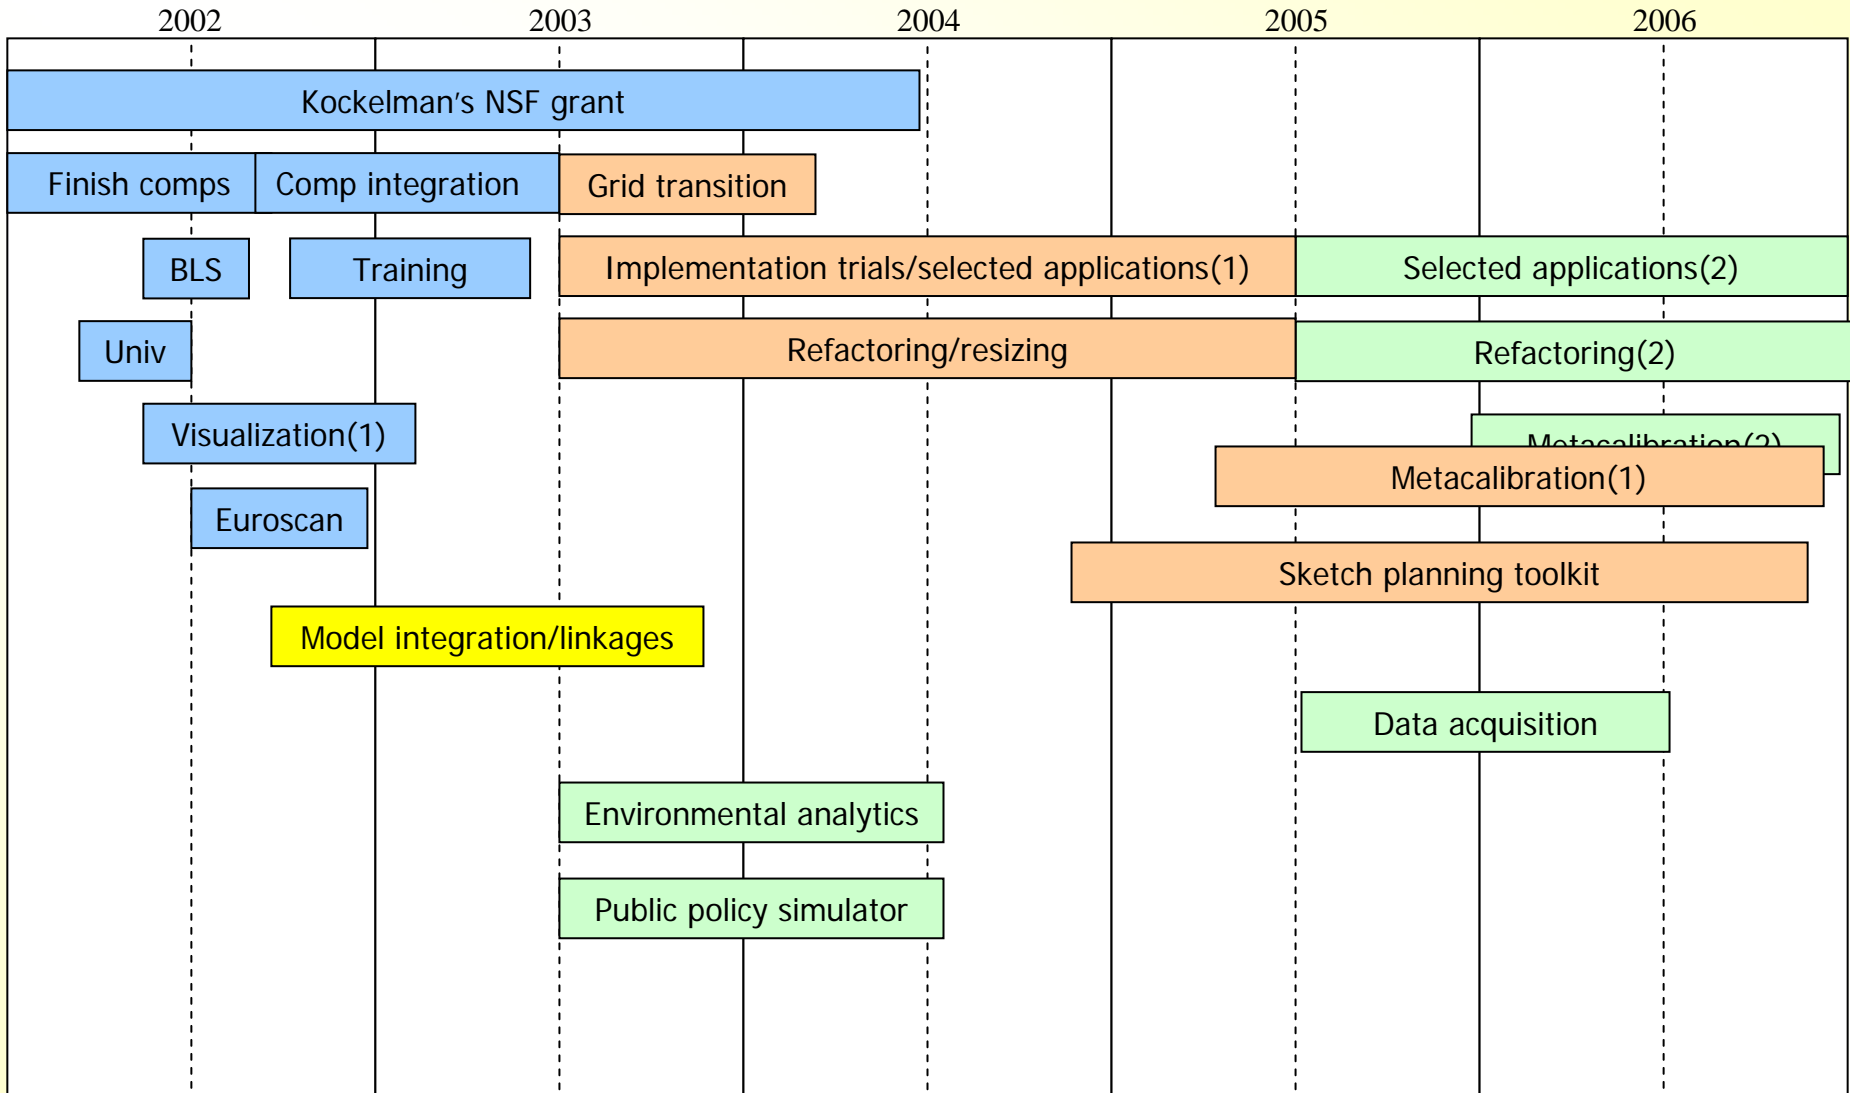 2002 2003 2004 2005 2006
Kockelman's NSF grant
Finish comps Comp integration Grid transition
BLS Training Implementation trials/selected applications(1) Selected applications(2)
Univ Refactoring/resizing Refactoring(2)
Visualization(1) Metacalibration(2)
Metacalibration(1)
Euroscan
Sketch planning toolkit
Model integration/linkages
Data acquisition
Environmental analytics
Public policy simulator